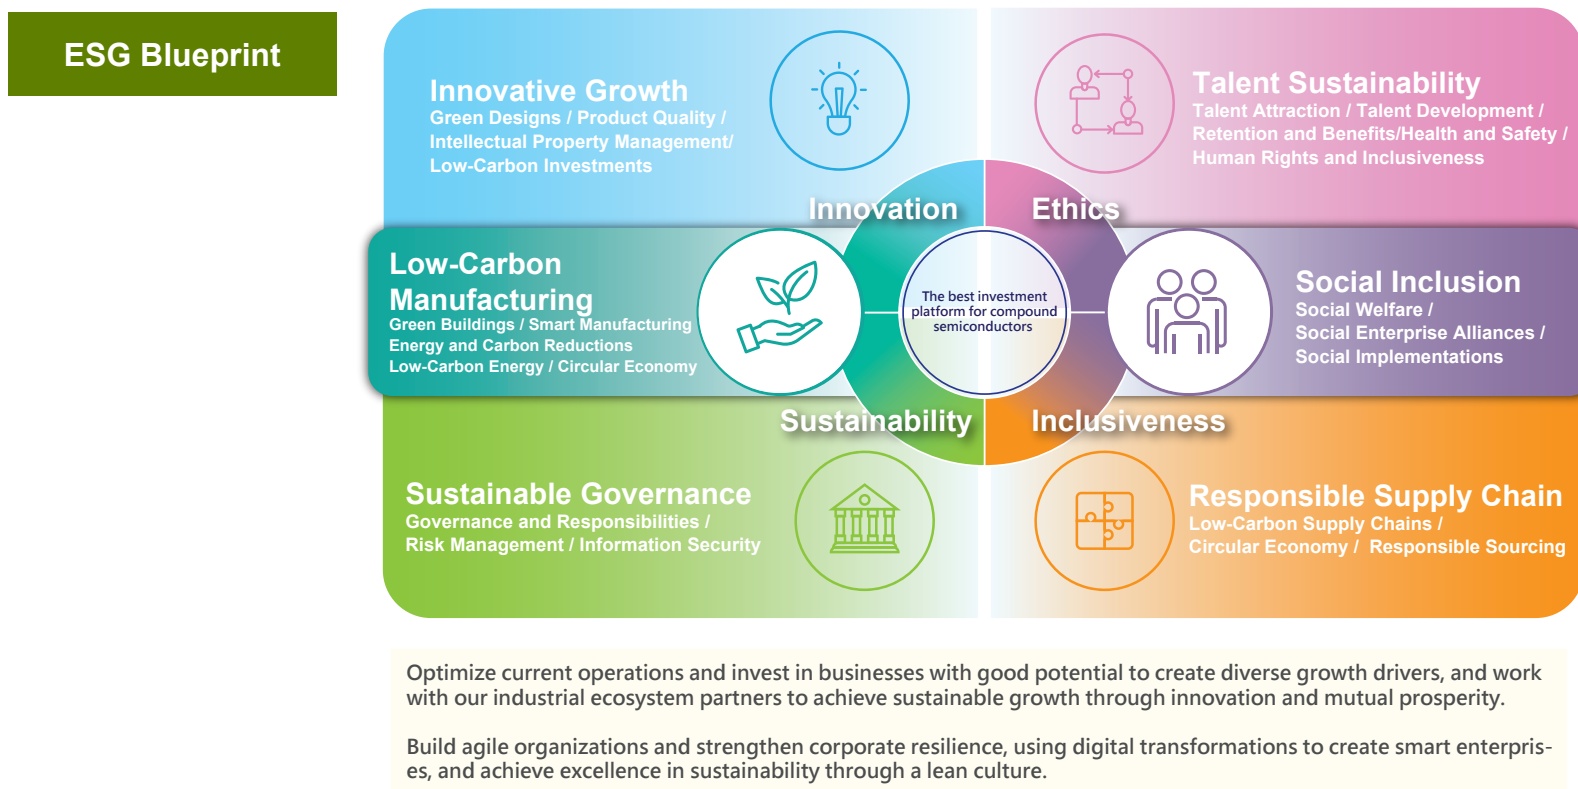 ESG Blueprint
Innovative Growth
Green Designs / Product Quality /
Intellectual Property Management/
Low-Carbon Investments
Talent Sustainability
Talent Attraction / Talent Development /
Retention and Benefits/Health and Safety /
Human Rights and Inclusiveness
Innovation
Ethics
Low-Carbon
Manufacturing
Green Buildings / Smart Manufacturing
Energy and Carbon Reductions
Low-Carbon Energy / Circular Economy
The best investment
platform for compound
semiconductors
Social Inclusion
Social Welfare /
Social Enterprise Alliances /
Social Implementations
Sustainability
Inclusiveness
Sustainable Governance
Governance and Responsibilities /
Risk Management / Information Security
Responsible Supply Chain
Low-Carbon Supply Chains /
Circular Economy / Responsible Sourcing
Optimize current operations and invest in businesses with good potential to create diverse growth drivers, and work
with our industrial ecosystem partners to achieve sustainable growth through innovation and mutual prosperity.
Build agile organizations and strengthen corporate resilience, using digital transformations to create smart enterpris-
es, and achieve excellence in sustainability through a lean culture.